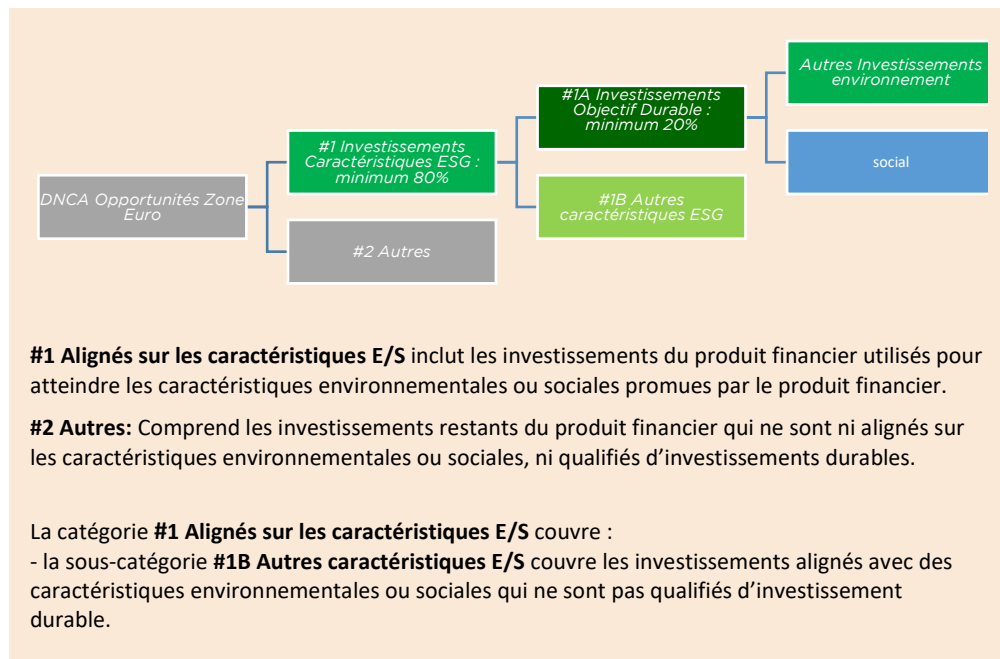 DNCA Opportunités Zone
Euro
#1 Investissements
Caractéristiques ESG :
minimum 80%
#2 Autres
#1A Investissements
Objectif Durable :
minimum 20%
#1B Autres
caractéristiques ESG
Autres Investissements
environnement
social
#1 Alignés sur les caractéristiques E/S inclut les investissements du produit financier utilisés pour
atteindre les caractéristiques environnementales ou sociales promues par le produit financier.
#2 Autres: Comprend les investissements restants du produit financier qui ne sont ni alignés sur
les caractéristiques environnementales ou sociales, ni qualifiés d’investissements durables.
La catégorie #1 Alignés sur les caractéristiques E/S couvre :
- la sous-catégorie #1B Autres caractéristiques E/S couvre les investissements alignés avec des
caractéristiques environnementales ou sociales qui ne sont pas qualifiés d’investissement
durable.